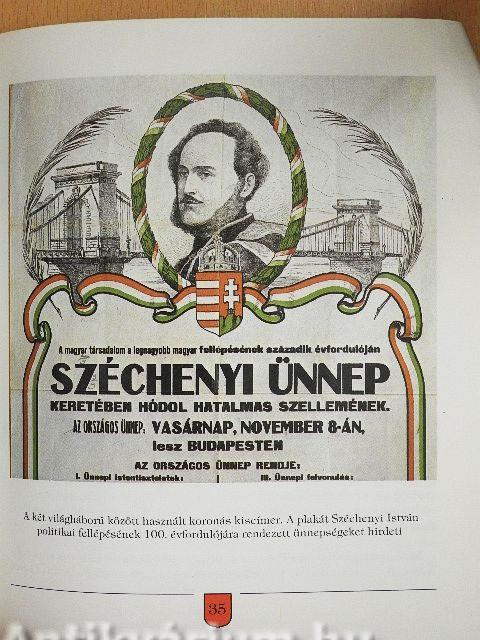 A magyar társadalom a legnagyobb magyar fellépésének századik évfordulóján
SZÉCHENYI ÜNNEP
KERETÉBEN HÓDOL HATALMAS SZELLEMÉNEK.
AZ ORSZÁGOS ÜNNEP: VASÁRNAP, NOVEMBER 8-ÁN,
lesz BUDAPESTEN
AZ ORSZÁGOS ÜNNEP RENDJE:
I. Ünnepi istentiszteletek: III. Ünnepi felvonulás:
A két világháború között használt koronás kiscímer. A plakát Széchenyi István
politikai fellépésének 100. évfordulójára rendezett ünnepségeket hirdeti
35
Antikvárium.hu